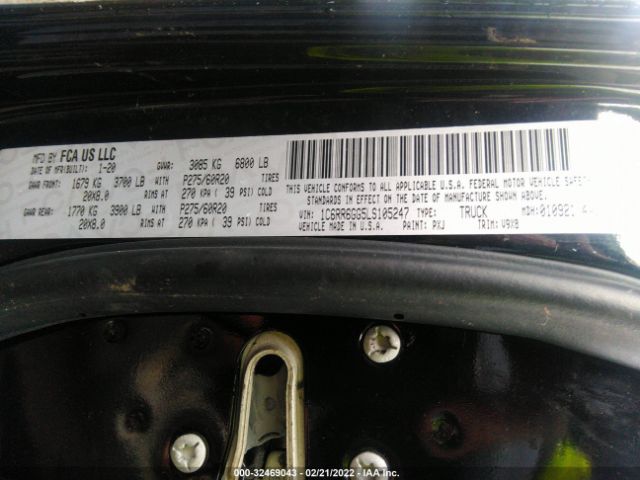 MFD BY FCA US LLC
DATE OF MFR(BUILT): 1-20 GVWR: 3085 KG 6800 LB
GAWR FRONT: 1679 KG 3700 LB WITH P275/60R20 TIRES
20X8.0 RIMS AT 270 KPA ( 39 PSI) COLD
GAWR REAR: 1770 KG 3900 LB WITH P275/60R20 TIRES
20X8.0 RIMS AT 270 KPA ( 39 PSI) COLD
THIS VEHICLE CONFORMS TO ALL APPLICABLE U.S.A. FEDERAL MOTOR VEHICLE SAFETY
STANDARDS IN EFFECT ON THE DATE OF MANUFACTURE SHOWN ABOVE.
VIN: 1C6RR6GG5LS105247 TYPE: TRUCK MDH:
VEHICLE MADE IN U.S.A. PAINT: PXJ TRIM: V9X8
000-32469043 - 02/21/2022 - IAAI Inc.